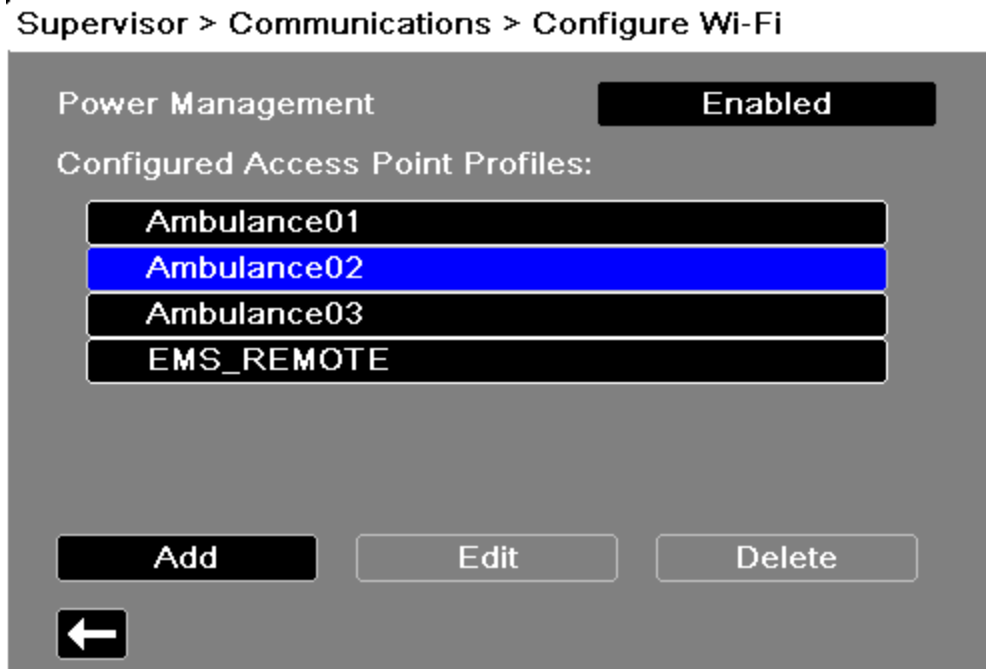 Supervisor > Communications > Configure Wi-Fi
Power Management Enabled
Configured Access Point Profiles:
Ambulance01
Ambulance02
Ambulance03
EMS_REMOTE
Add Edit Delete